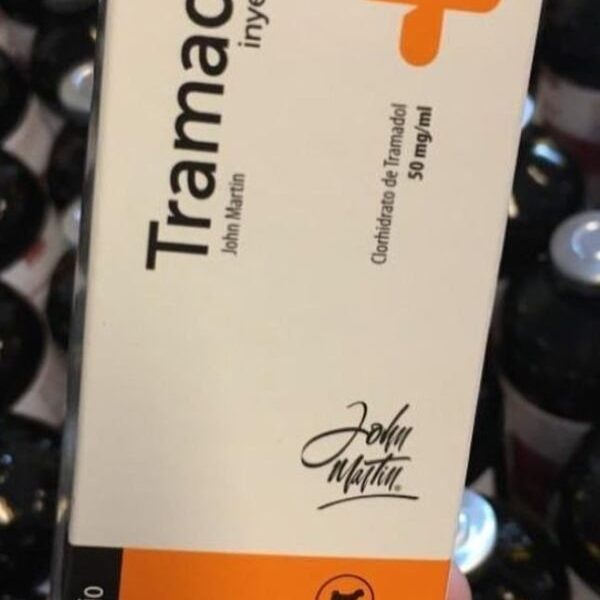 Tramad
inye
John Martin
Clorhidrato de Tramadol
50 mg/ml
John
Martin